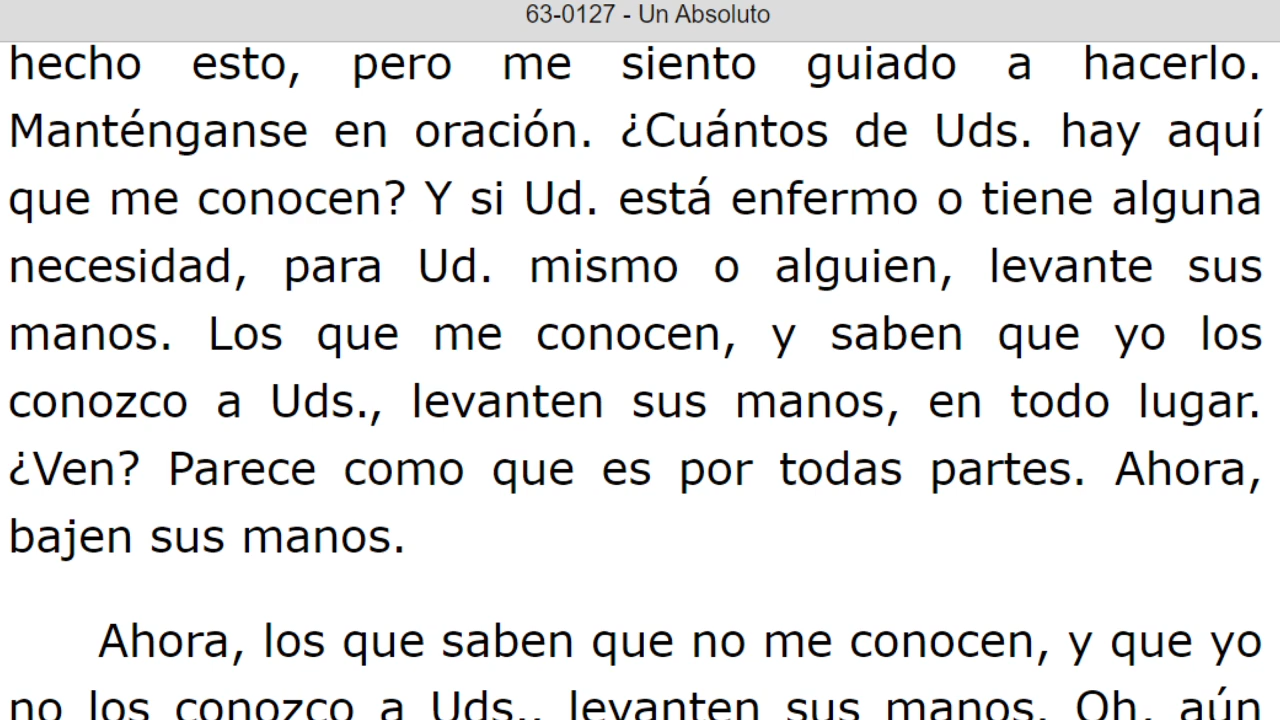 63-0127 - Un Absoluto
hecho esto, pero me siento guiado a hacerlo.
Manténganse en oración. ¿Cuántos de Uds. hay aquí
que me conocen? Y si Ud. está enfermo o tiene alguna
necesidad, para Ud. mismo o alguien, levante sus
manos. Los que me conocen, y saben que yo los
conozco a Uds., levanten sus manos, en todo lugar.
¿Ven? Parece como que es por todas partes. Ahora,
bajen sus manos.
Ahora, los que saben que no me conocen, y que yo
no los conozco a Uds., levanten sus manos. Oh, aún